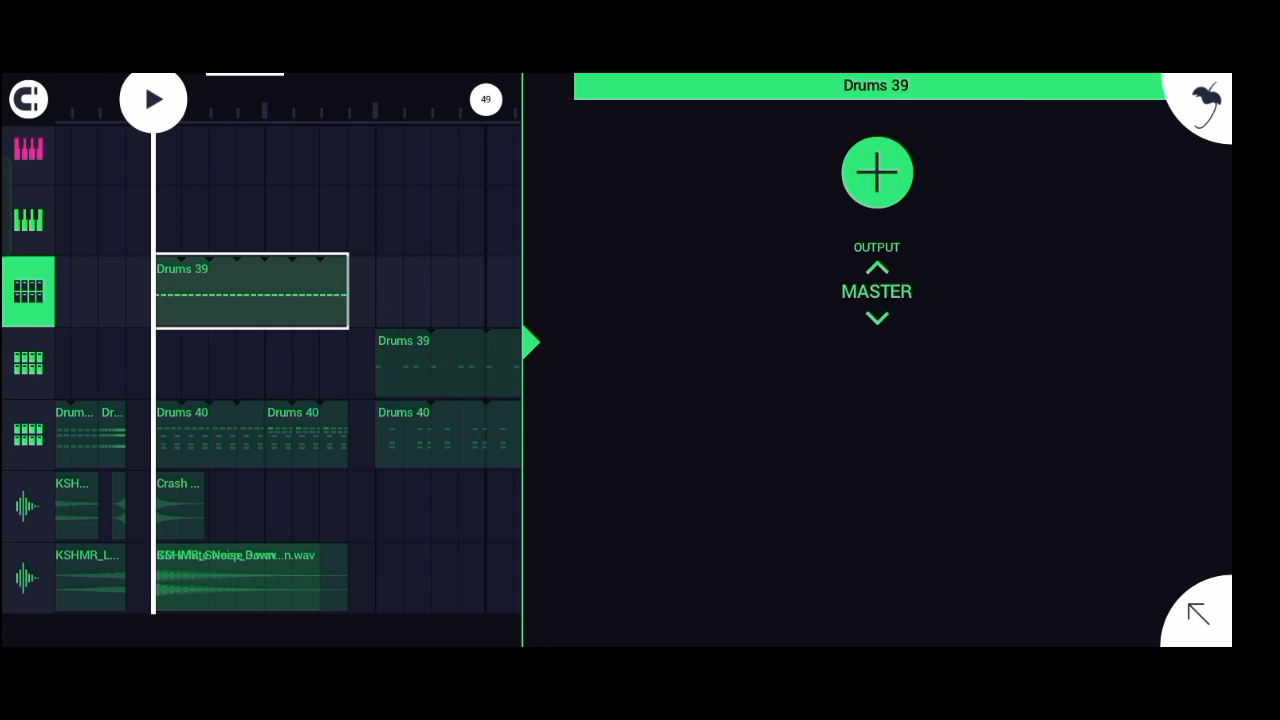 Drums 39
49
OUTPUT
MASTER
Drums 39
Drums 39
Drum... Dr... Drums 40 Drums 40 Drums 40
KSH... Crash ...
KSHMR_L... n.wav